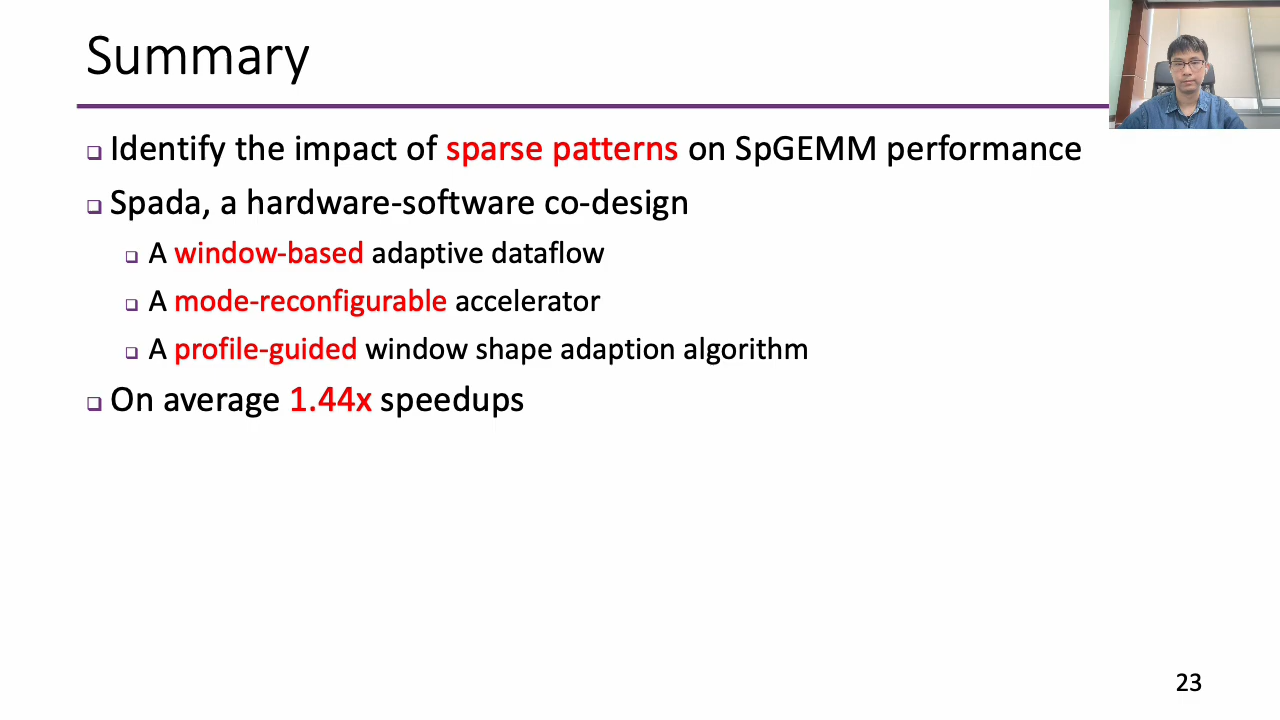 Summary
Identify the impact of sparse patterns on SpGEMM performance
Spada, a hardware-software co-design
A window-based adaptive dataflow
A mode-reconfigurable accelerator
A profile-guided window shape adaption algorithm
On average 1.44x speedups
23